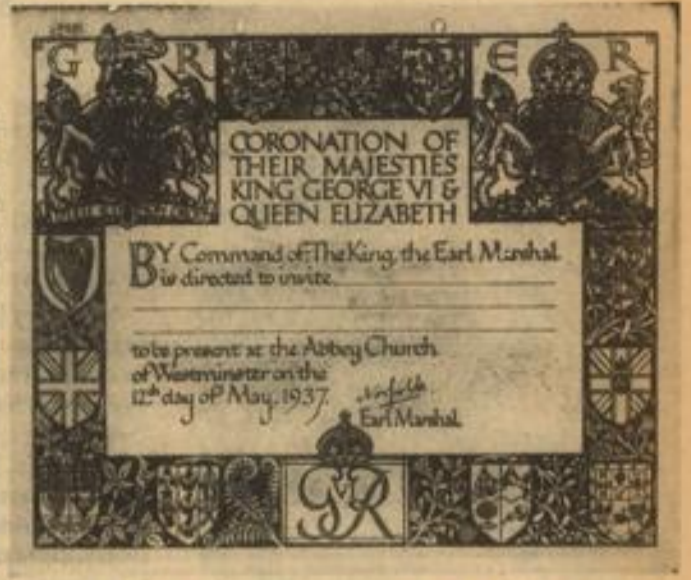 G R
E R
CORONATION OF
THEIR MAJESTIES
KING GEORGE VI &
QUEEN ELIZABETH
BY Command of The King, the Earl Marshal
is directed to invite
to be present at the Abbey Church
of Westminster on the
12th day of May, 1937.
Norfolk
Earl Marshal
G VI R